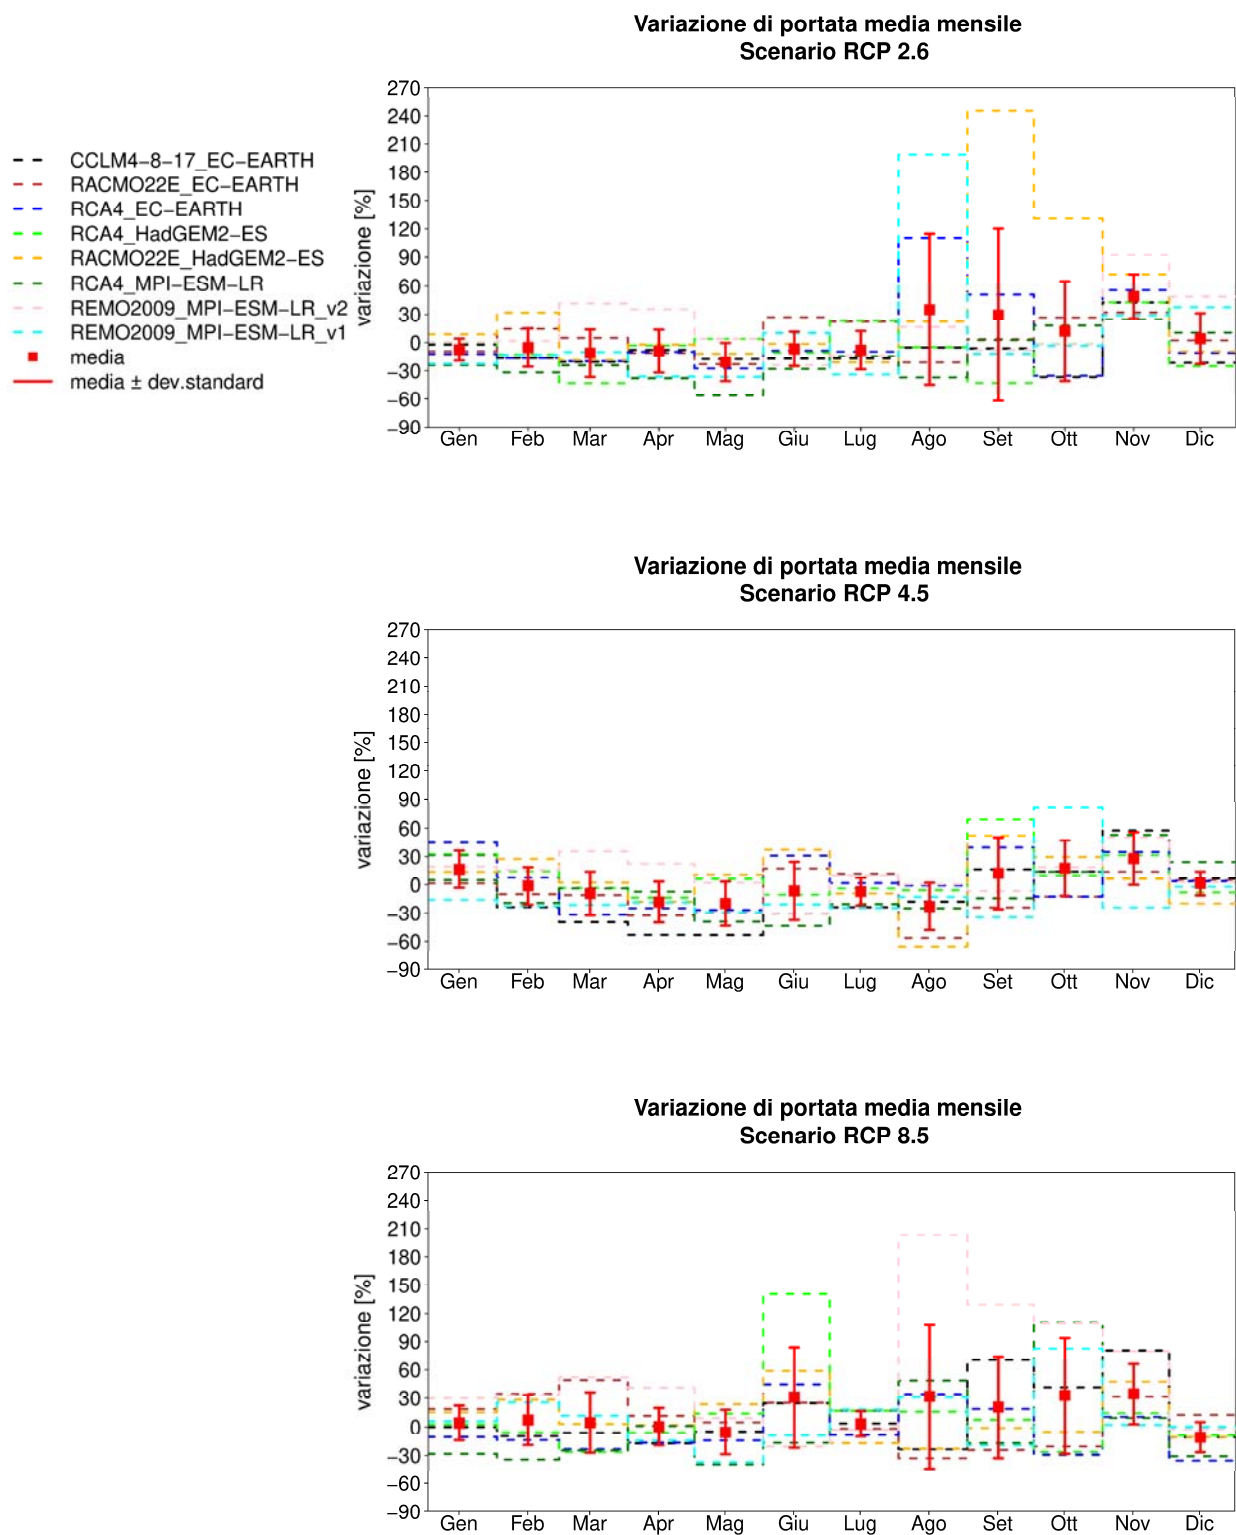 Variazione di portata media mensile
Scenario RCP 2.6
CCLM4-8-17_EC-EARTH
RACMO22E_EC-EARTH
RCA4_EC-EARTH
RCA4_HadGEM2-ES
RACMO22E_HadGEM2-ES
RCA4_MPI-ESM-LR
REMO2009_MPI-ESM-LR_v2
REMO2009_MPI-ESM-LR_v1
media
media ± dev.standard
variazione [%]
270
240
210
180
150
120
90
60
30
0
−30
−60
−90
Gen Feb Mar Apr Mag Giu Lug Ago Set Ott Nov Dic
Variazione di portata media mensile
Scenario RCP 4.5
variazione [%]
270
240
210
180
150
120
90
60
30
0
−30
−60
−90
Gen Feb Mar Apr Mag Giu Lug Ago Set Ott Nov Dic
Variazione di portata media mensile
Scenario RCP 8.5
variazione [%]
270
240
210
180
150
120
90
60
30
0
−30
−60
−90
Gen Feb Mar Apr Mag Giu Lug Ago Set Ott Nov Dic